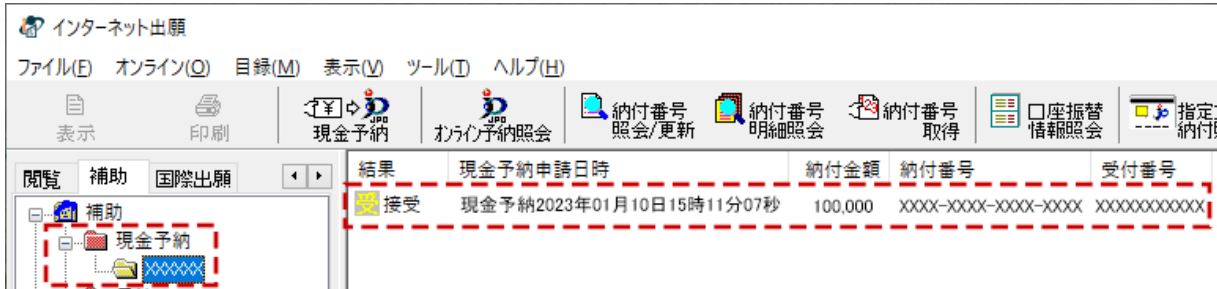 インターネット出願
ファイル(F) オンライン(O) 目録(M) 表示(V) ツール(T) ヘルプ(H)
表示
印刷
現金予納
オンライン予納照会
納付番号
照会/更新
納付番号
明細照会
納付番号
取得
口座振替
情報照会
閲覧 補助 国際出願
結果 現金予納申請日時 納付金額 納付番号 受付番号
受 接受 現金予納2023年01月10日15時11分07秒 100,000 XXXX-XXXX-XXXX-XXXX XXXXXXXXXXX
補助
現金予納
XXXXXX